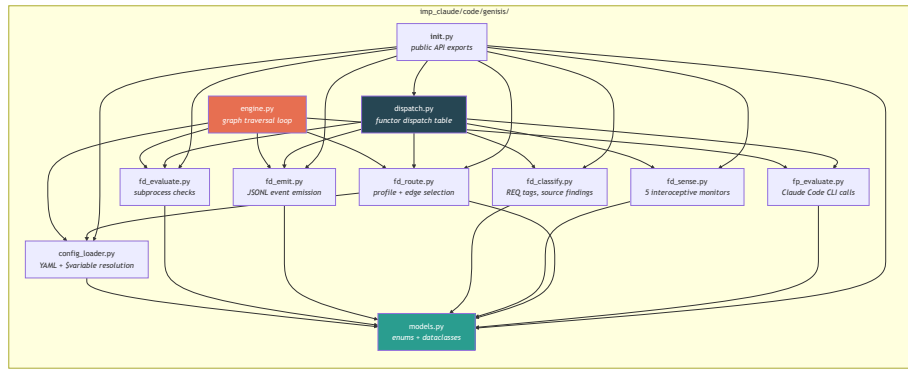 imp_claude/code/genisis/
init.py
public API exports
engine.py
graph traversal loop
dispatch.py
functor dispatch table
fd_evaluate.py
subprocess checks
fd_emit.py
JSONL event emission
fd_route.py
profile + edge selection
fd_classify.py
REQ tags, source findings
fd_sense.py
5 interoceptive monitors
fp_evaluate.py
Claude Code CLI calls
config_loader.py
YAML + $variable resolution
models.py
enums + dataclasses